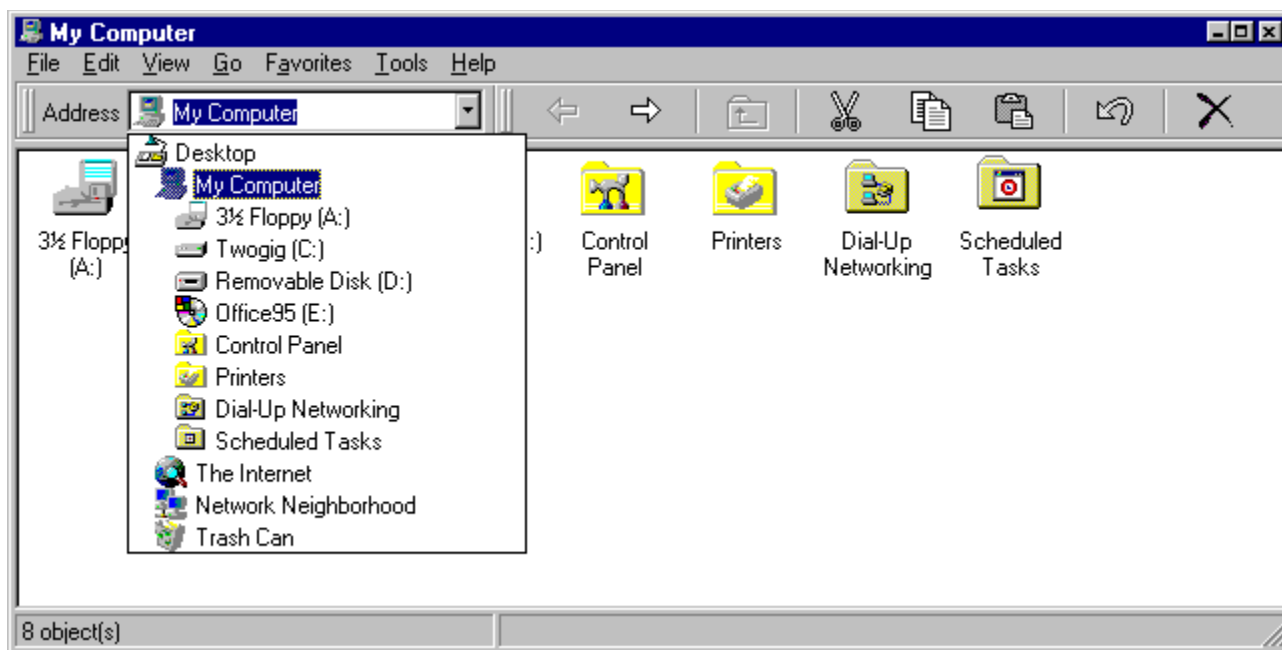 My Computer
File Edit View Go Favorites Tools Help
Address My Computer
Desktop
My Computer
3½ Floppy (A:)
Twogig (C:)
Removable Disk (D:)
Office95 (E:)
Control Panel
Printers
Dial-Up Networking
Scheduled Tasks
The Internet
Network Neighborhood
Trash Can
3½ Floppy
(A:)
:)
Control
Panel
Printers
Dial-Up
Networking
Scheduled
Tasks
8 object(s)